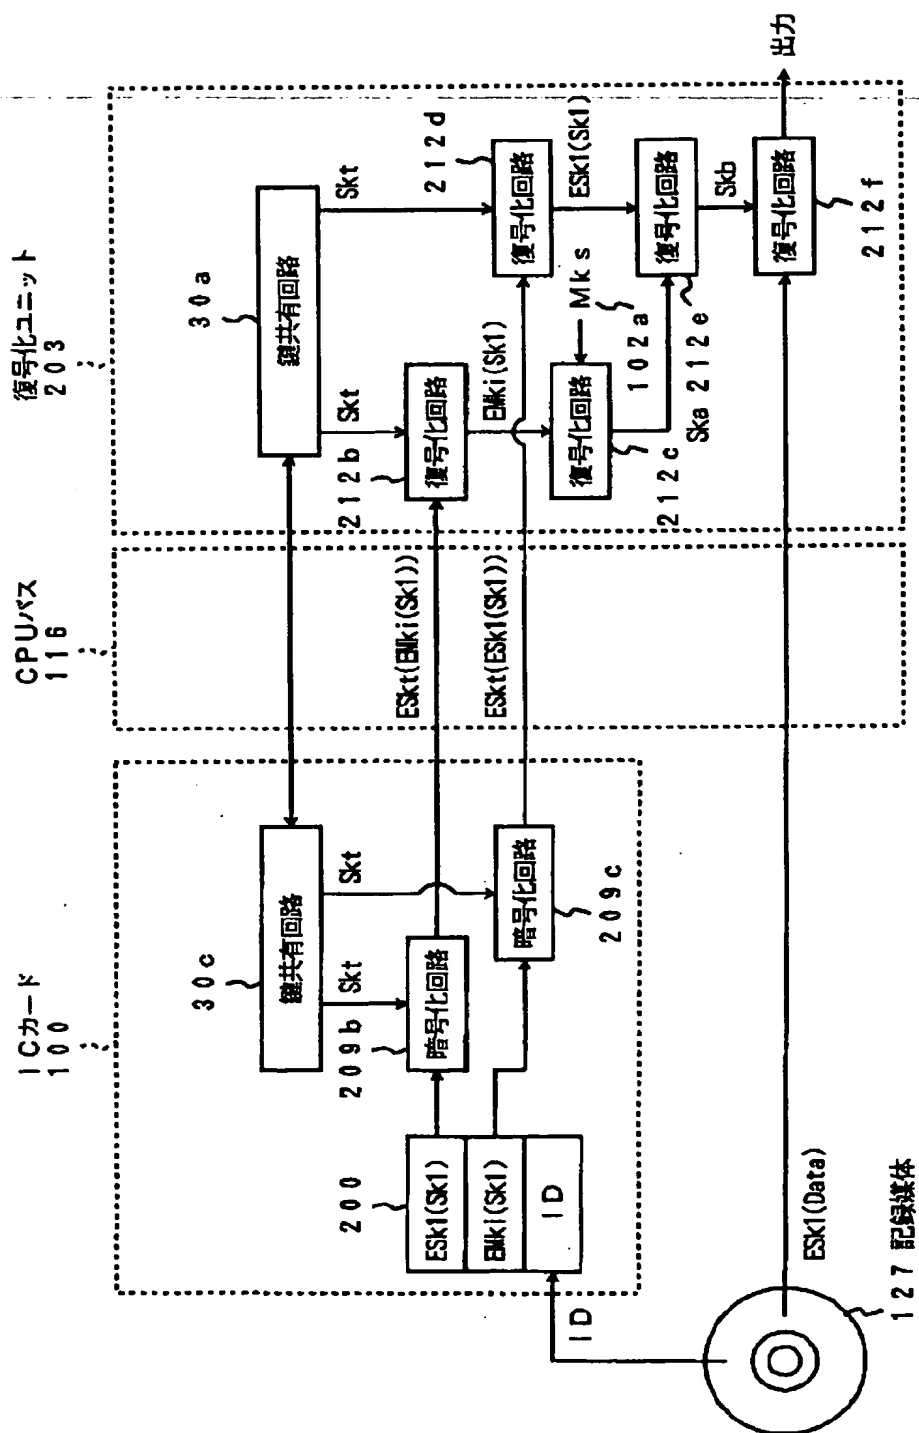 ICカード
100
CPUバス
116
復号化ユニット
203
30c
鍵共有回路
30a
鍵共有回路
Skt
Skt
Skt
Skt
209b
暗号化回路
212b
復号化回路
212d
復号化回路
200
ESk1(Sk1)
EMki(Sk1)
ID
暗号化回路
209c
ESkt(EMki(Sk1))
ESkt(ESk1(Sk1))
EMki(Sk1)
ESk1(Sk1)
Mks
102a
復号化回路
212c
Ska
212e
復号化回路
Skb
復号化回路
212f
出力
ID
ESk1(Data)
127 記録媒体